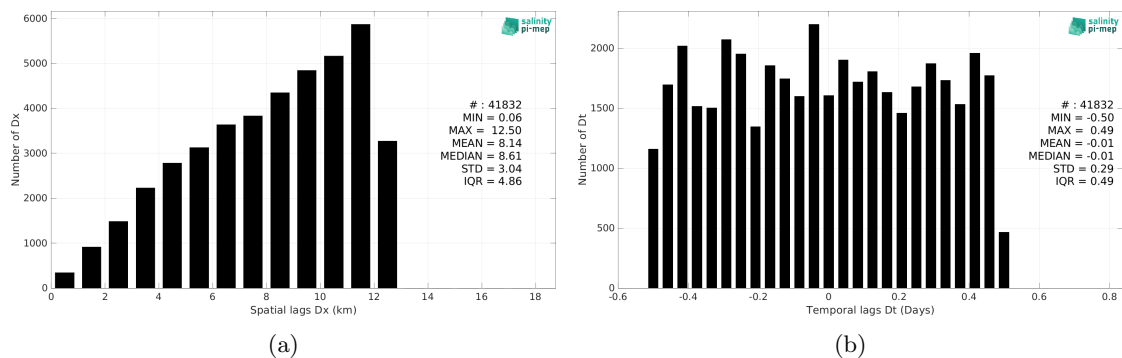 6000
5000
4000
3000
2000
1000
0
Number of Dx
0 2 4 6 8 10 12 14 16 18
Spatial lags Dx (km)
salinity
pi-mep
# : 41832
MIN = 0.06
MAX = 12.50
MEAN = 8.14
MEDIAN = 8.61
STD = 3.04
IQR = 4.86
(a)
2000
1500
1000
500
0
Number of Dt
-0.6 -0.4 -0.2 0 0.2 0.4 0.6 0.8
Temporal lags Dt (Days)
salinity
pi-mep
# : 41832
MIN = -0.50
MAX = 0.49
MEAN = -0.01
MEDIAN = -0.01
STD = 0.29
IQR = 0.49
(b)